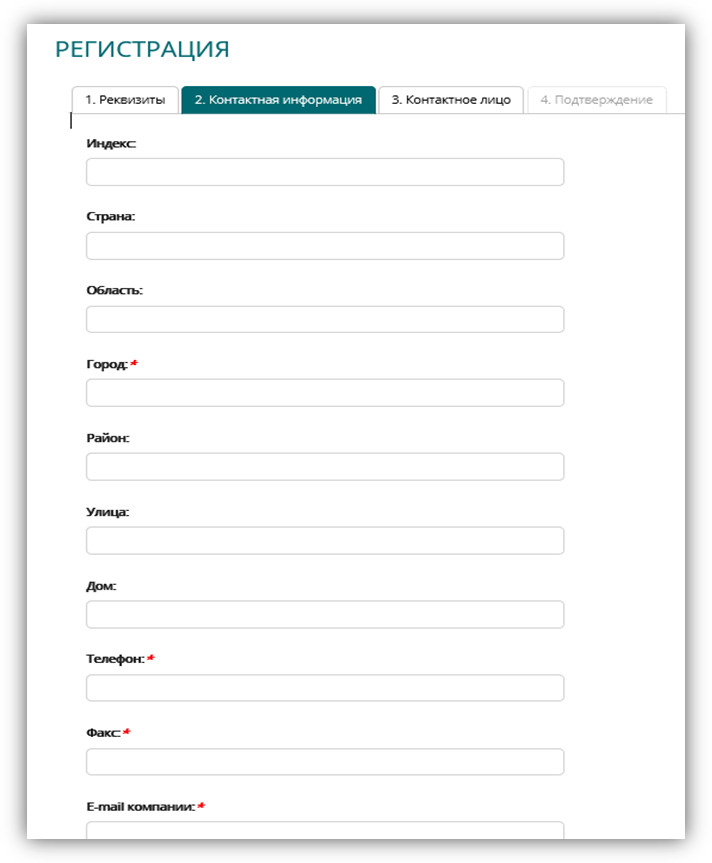 РЕГИСТРАЦИЯ
1. Реквизиты 2. Контактная информация 3. Контактное лицо 4. Подтверждение
Индекс:
Страна:
Область:
Город: *
Район:
Улица:
Дом:
Телефон: *
Факс: *
E-mail компании: *